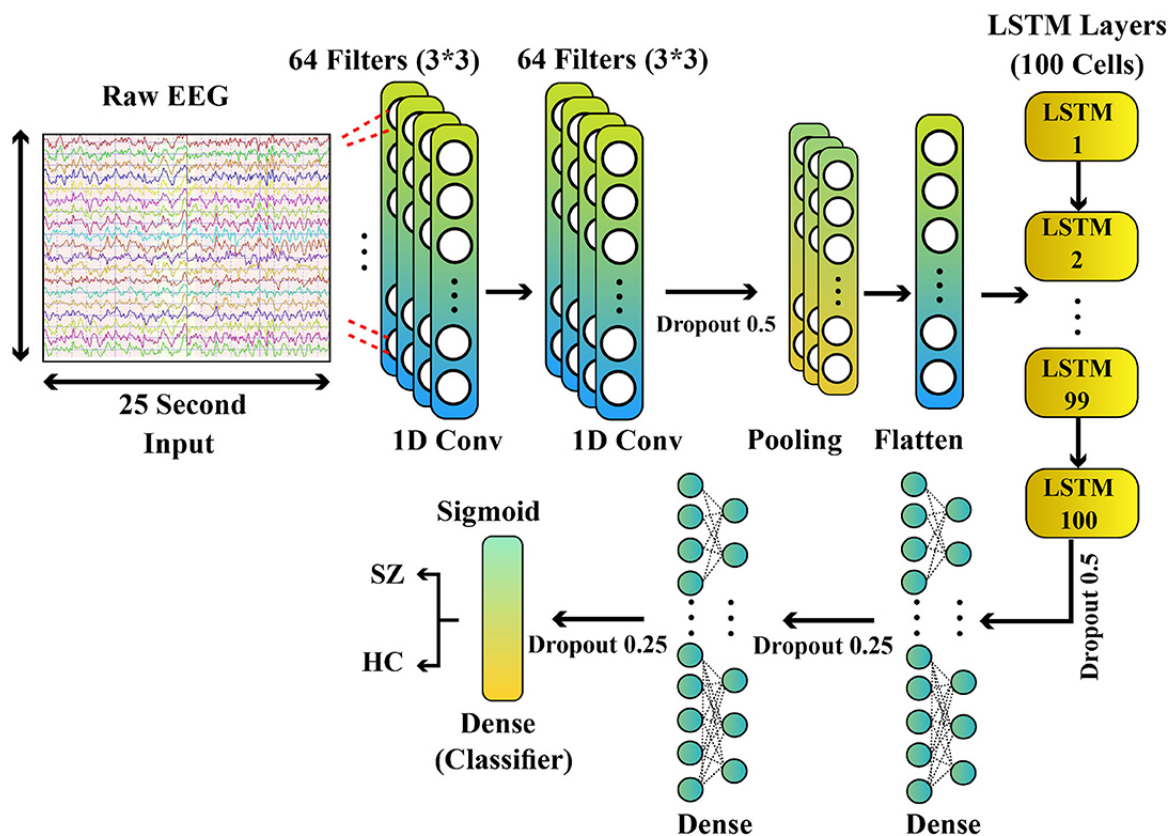 Raw EEG
25 Second
Input
64 Filters (3*3)
1D Conv
64 Filters (3*3)
1D Conv
Dropout 0.5
Pooling
Flatten
LSTM Layers
(100 Cells)
LSTM
1
LSTM
2
LSTM
99
LSTM
100
Dropout 0.5
Dense
Dropout 0.25
Dense
Dropout 0.25
Sigmoid
Dense
(Classifier)
SZ
HC